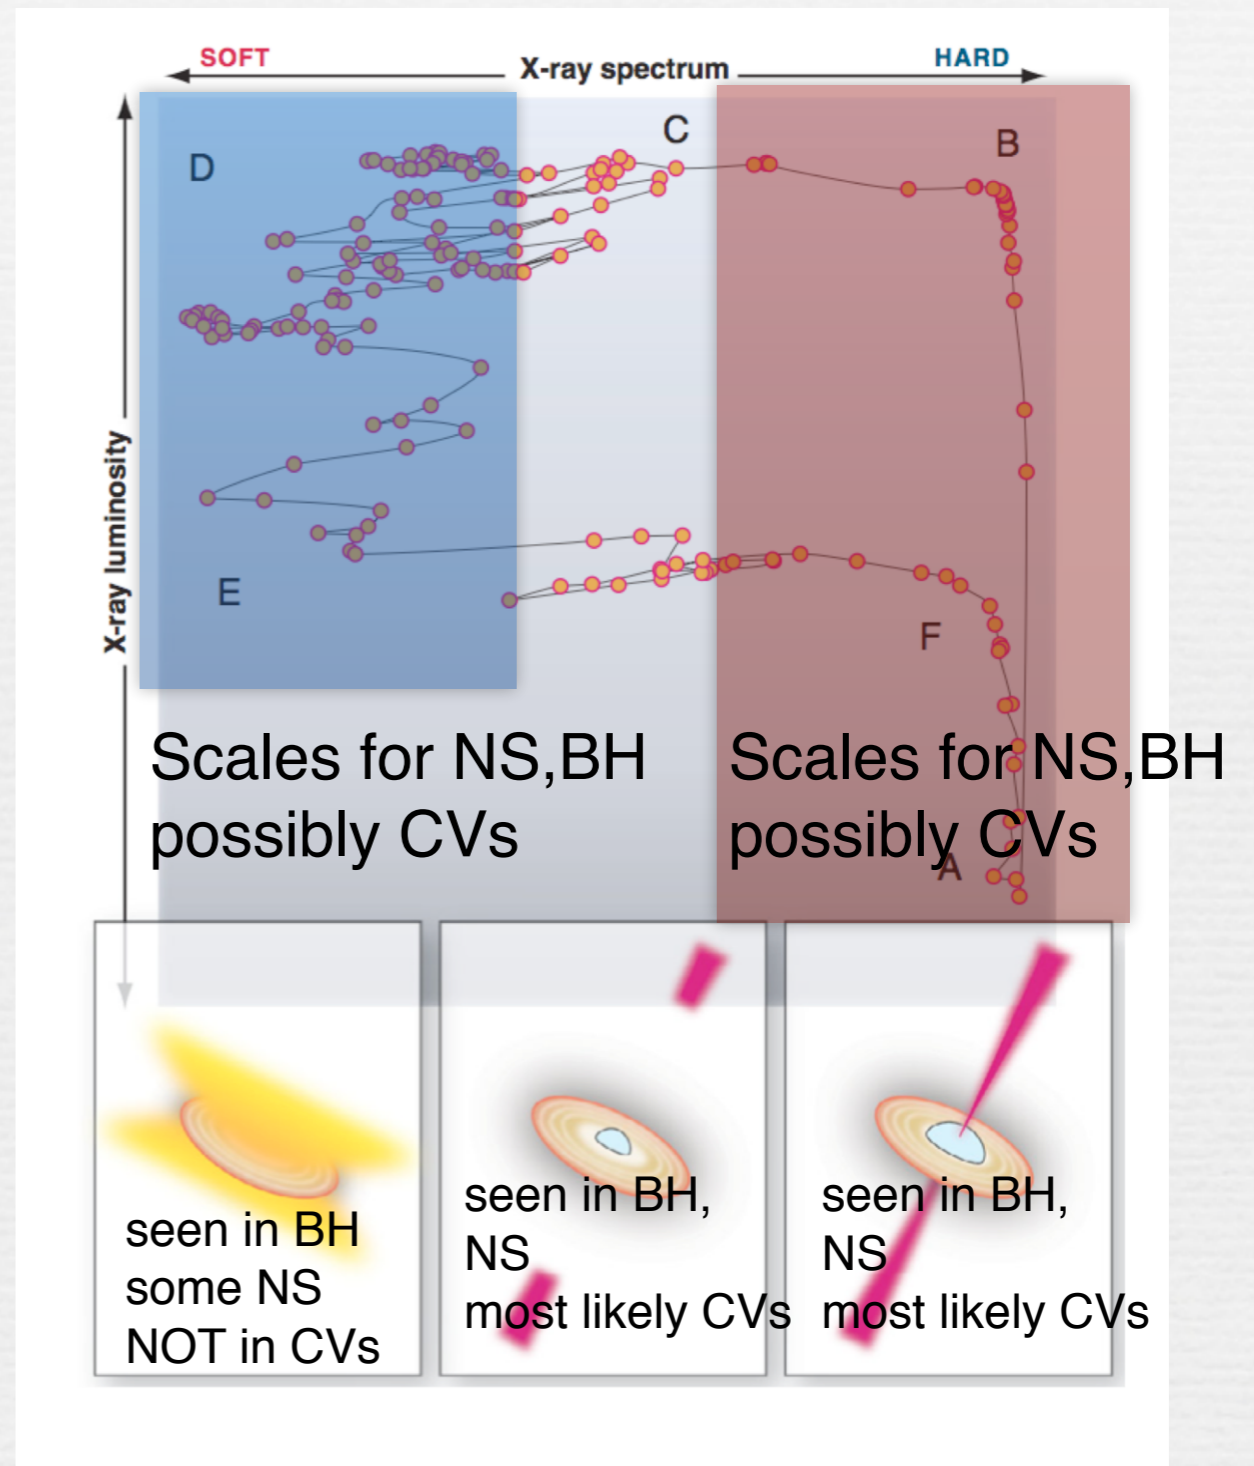 SOFT
X-ray spectrum
HARD
X-ray luminosity
D
C
B
E
F
A
Scales for NS,BH
possibly CVs
Scales for NS,BH
possibly CVs
seen in BH
some NS
NOT in CVs
seen in BH,
NS
most likely CVs
seen in BH,
NS
most likely CVs